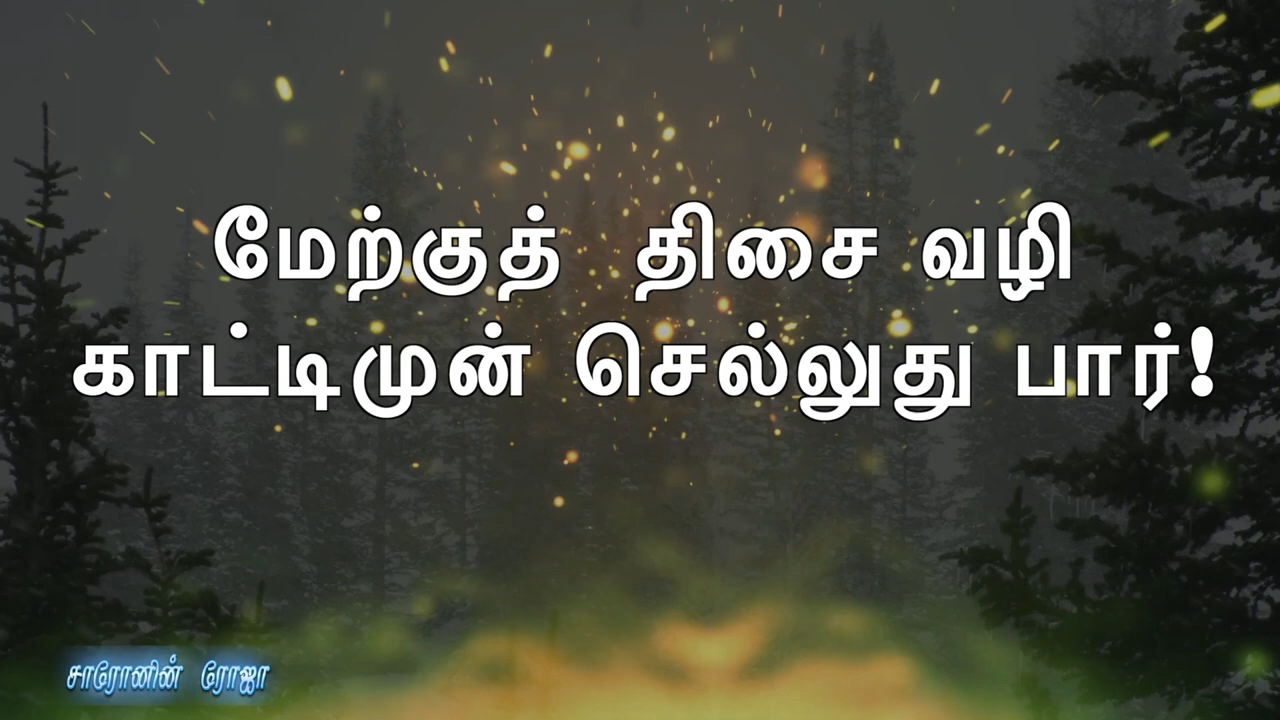 மேற்குத் திசை வழி
காட்டிமுன் செல்லுது பார்!
சாரோனின் ரோஜா